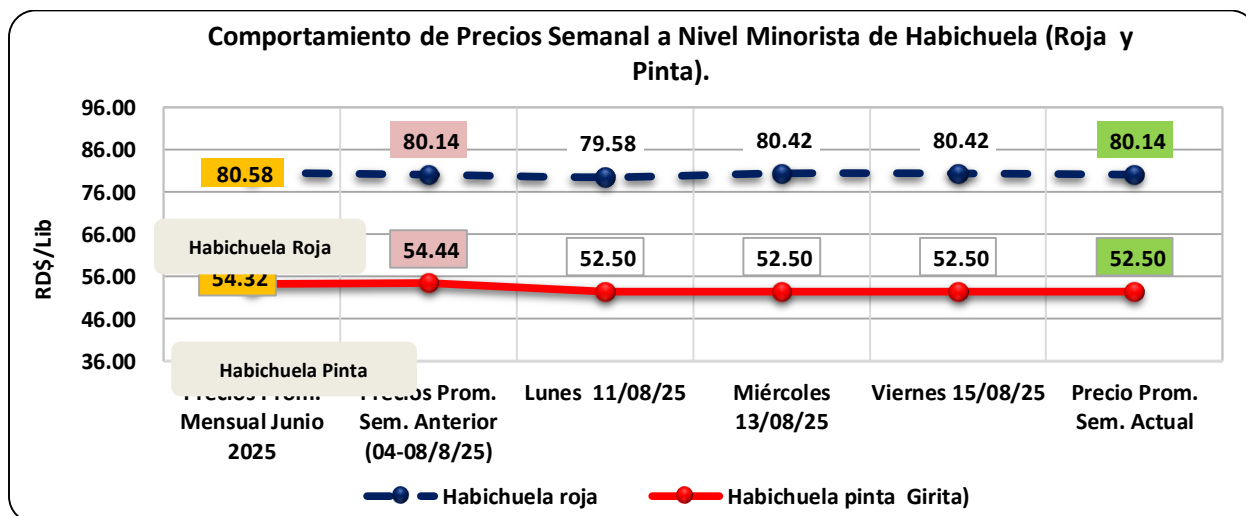 Comportamiento de Precios Semanal a Nivel Minorista de Habichuela (Roja y
Pinta).
RD$/Lib
96.00
86.00
76.00
66.00
56.00
46.00
36.00
80.58
80.14
79.58
80.42
80.42
80.14
Habichuela Roja
54.32
54.44
52.50
52.50
52.50
52.50
Habichuela Pinta
Precios Prom.
Mensual Junio
2025
Precios Prom.
Sem. Anterior
(04-08/8/25)
Lunes 11/08/25
Miércoles
13/08/25
Viernes 15/08/25
Precio Prom.
Sem. Actual
Habichuela roja
Habichuela pinta Girita)